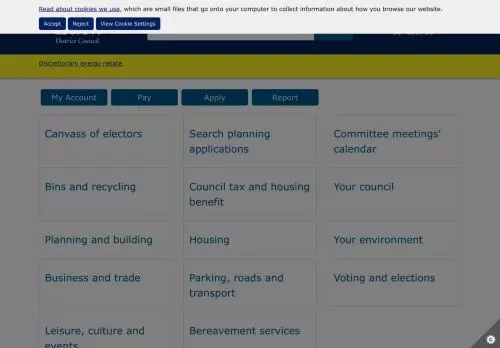 Read about cookies we use, which are small files that go onto your computer to collect information about how you browse our website.
Accept Reject View Cookie Settings
District Council
Discretionary energy rebate.
My Account Pay Apply Report
Canvass of electors
Search planning
applications
Committee meetings'
calendar
Bins and recycling
Council tax and housing
benefit
Your council
Planning and building
Housing
Your environment
Business and trade
Parking, roads and
transport
Voting and elections
Leisure, culture and
events
Bereavement services